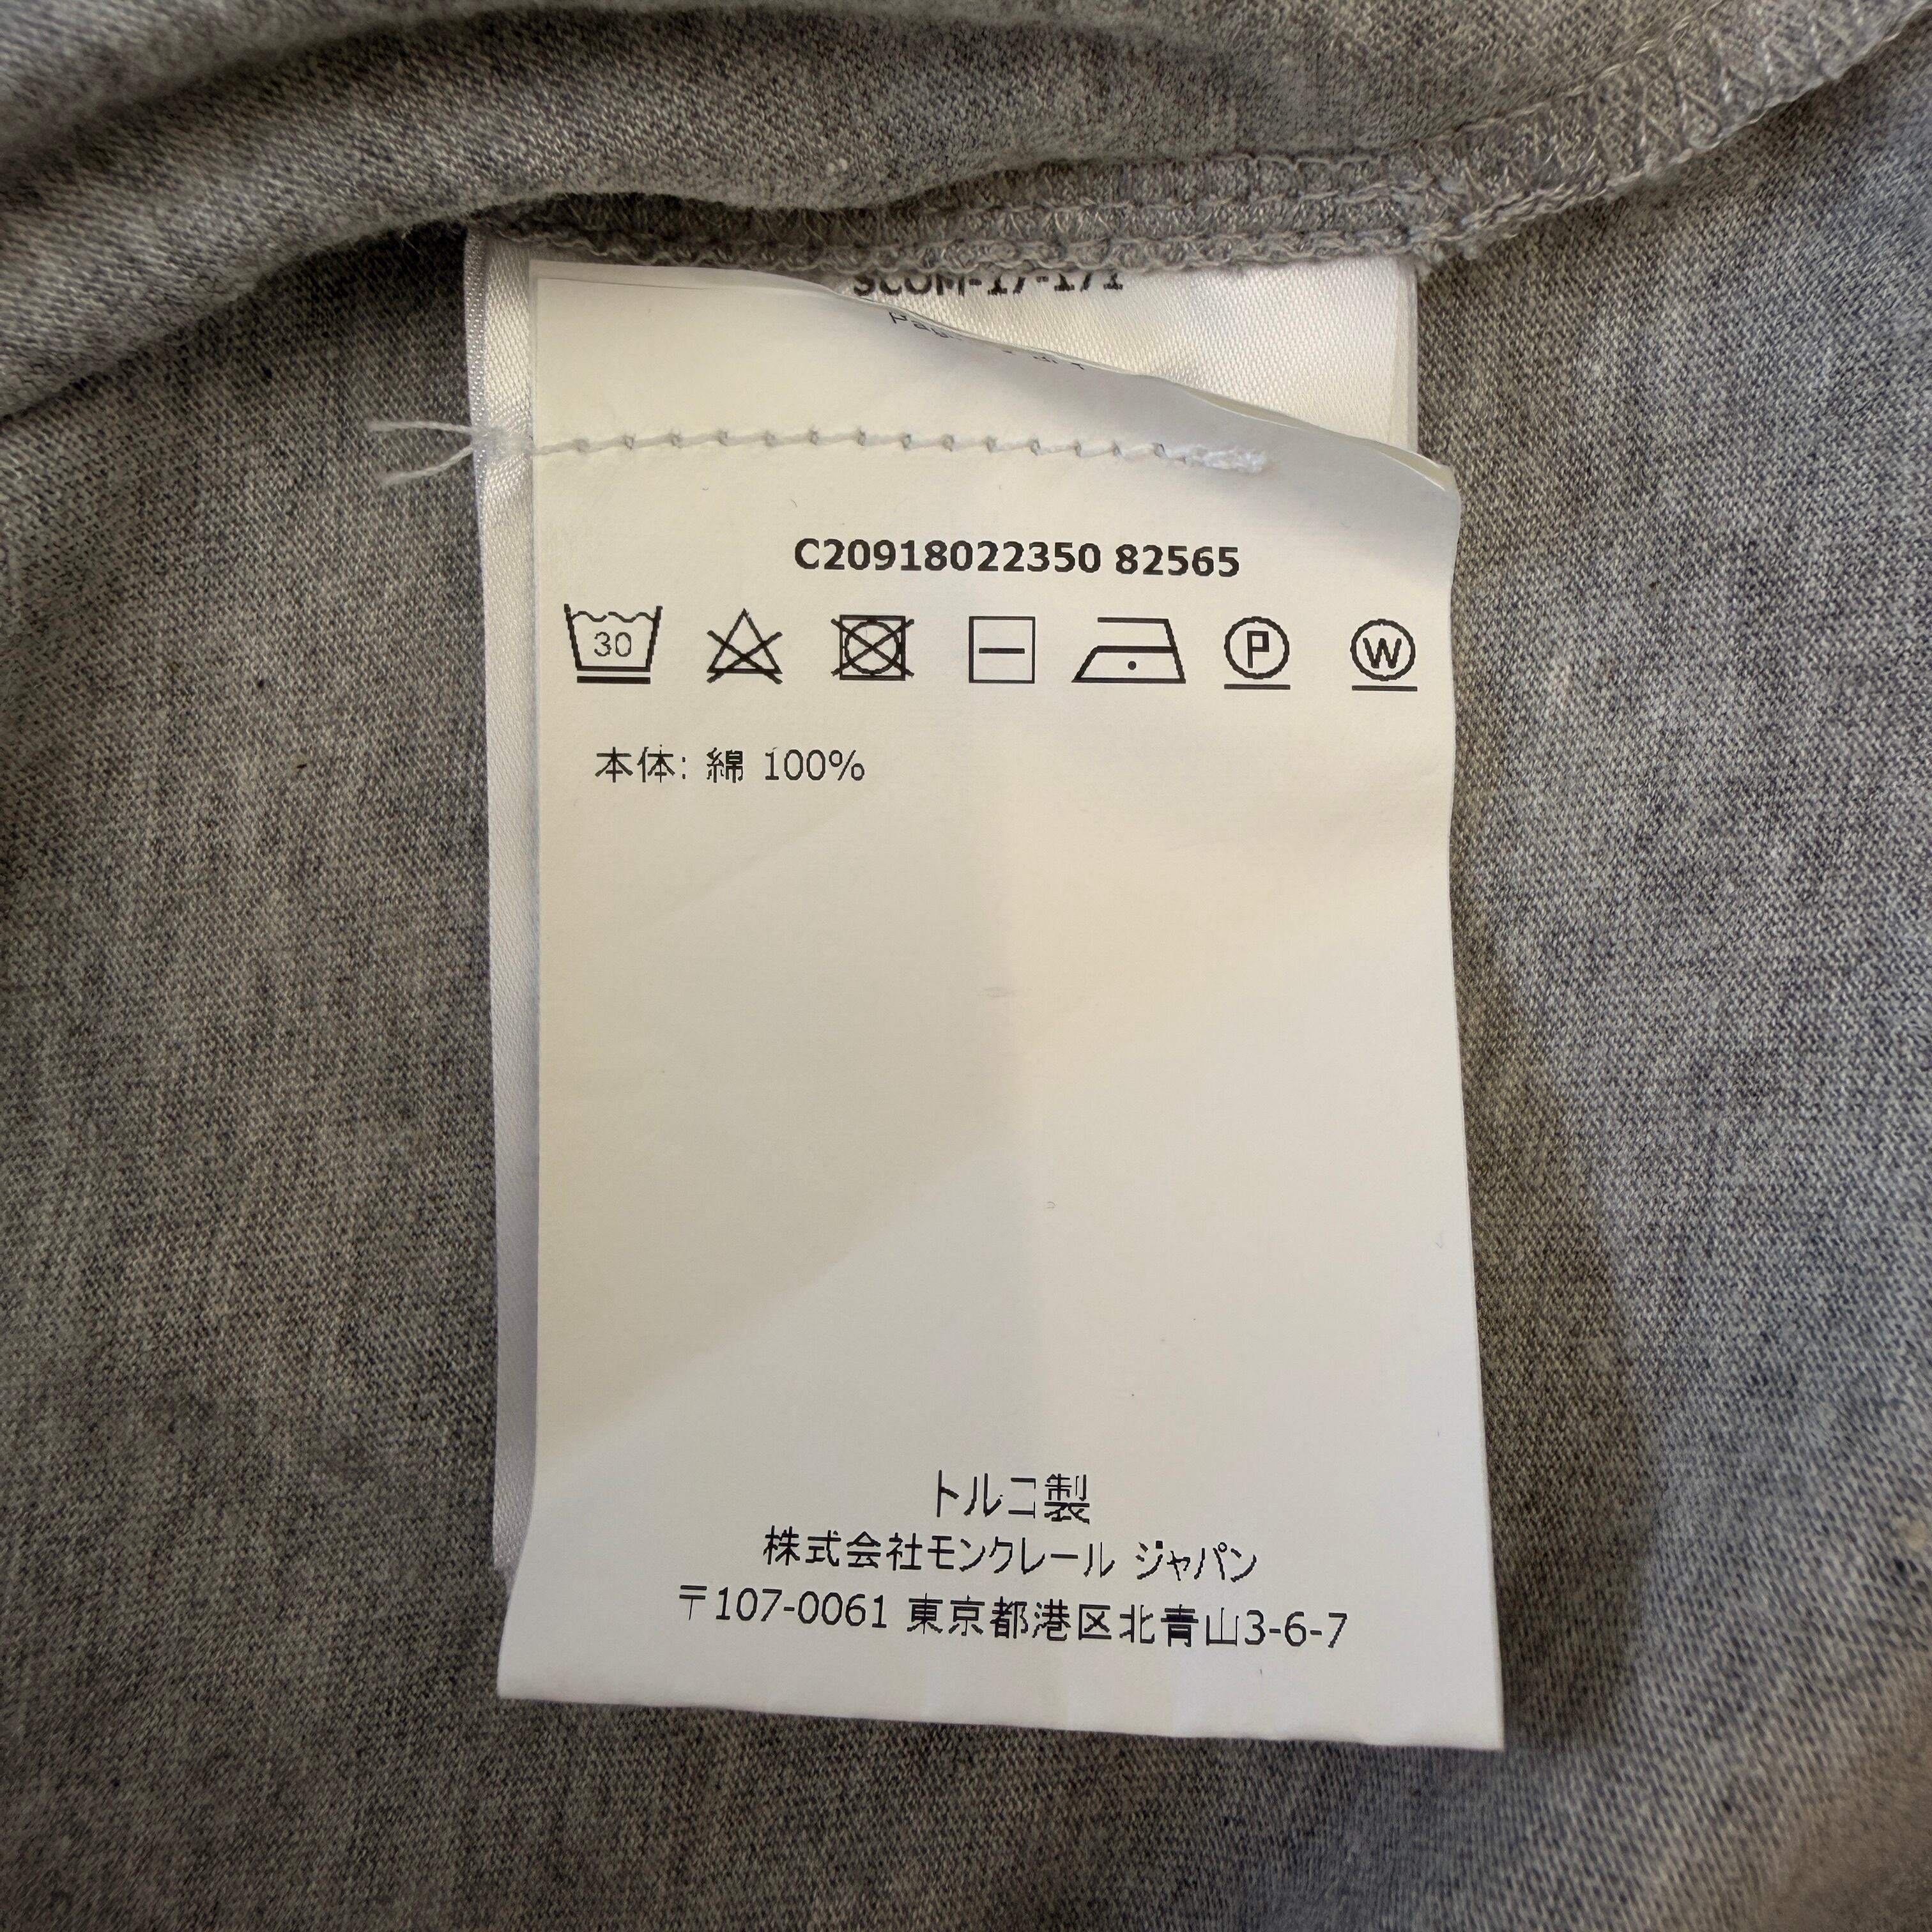 C20918022350 82565
30
P
W
本体: 綿 100%
トルコ製
株式会社モンクレール ジャパン
〒107-0061 東京都港区北青山3-6-7